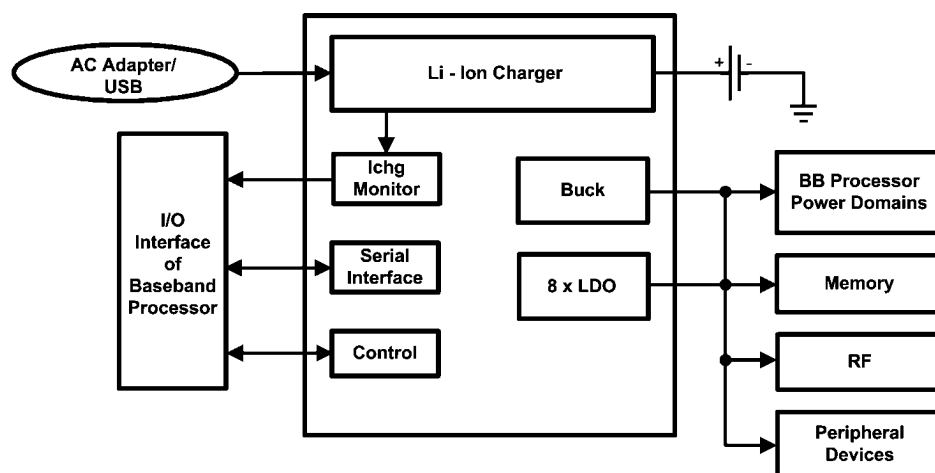 AC Adapter/
USB
Li - Ion Charger
+
-
Ichg
Monitor
I/O
Interface
of
Baseband
Processor
Serial
Interface
Control
Buck
8 x LDO
BB Processor
Power Domains
Memory
RF
Peripheral
Devices